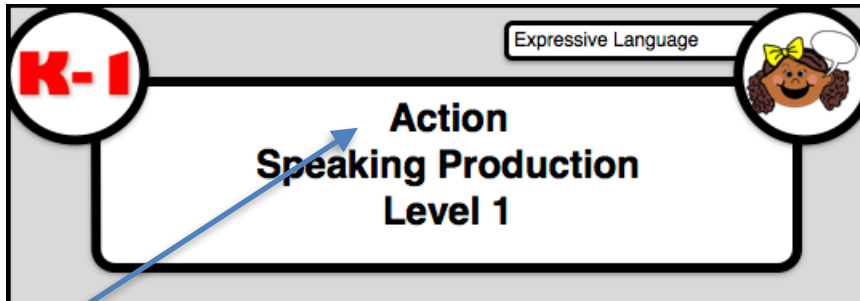 K-1
Expressive Language
Action
Speaking Production
Level 1